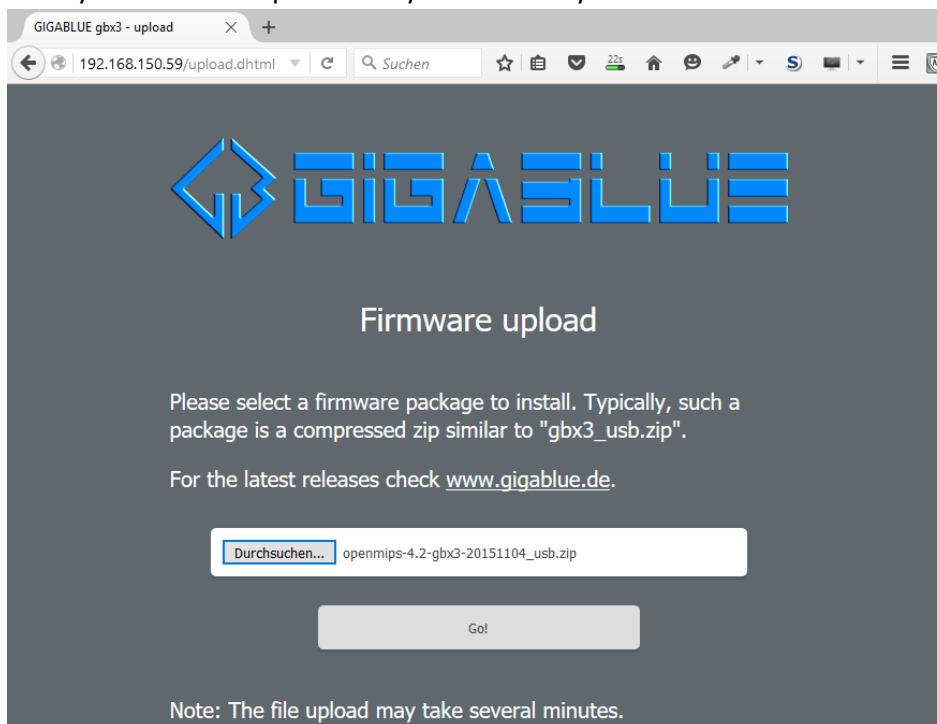 GIGABLUE gbx3 - upload
192.168.150.59/upload.dhtml
Suchen
22s
S
GIGABLUE
Firmware upload
Please select a firmware package to install. Typically, such a
package is a compressed zip similar to "gbx3_usb.zip".
For the latest releases check www.gigablue.de.
Durchsuchen... openmips-4.2-gbx3-20151104_usb.zip
Go!
Note: The file upload may take several minutes.